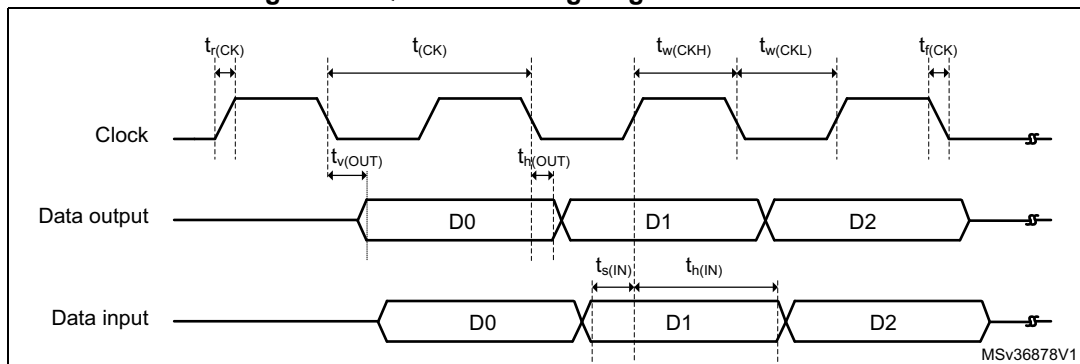 t_r(CK) t_(CK) t_w(CKH) t_w(CKL) t_f(CK)
Clock
t_v(OUT) t_h(OUT)
Data output D0 D1 D2
t_s(IN) t_h(IN)
Data input D0 D1 D2
MSv36878V1